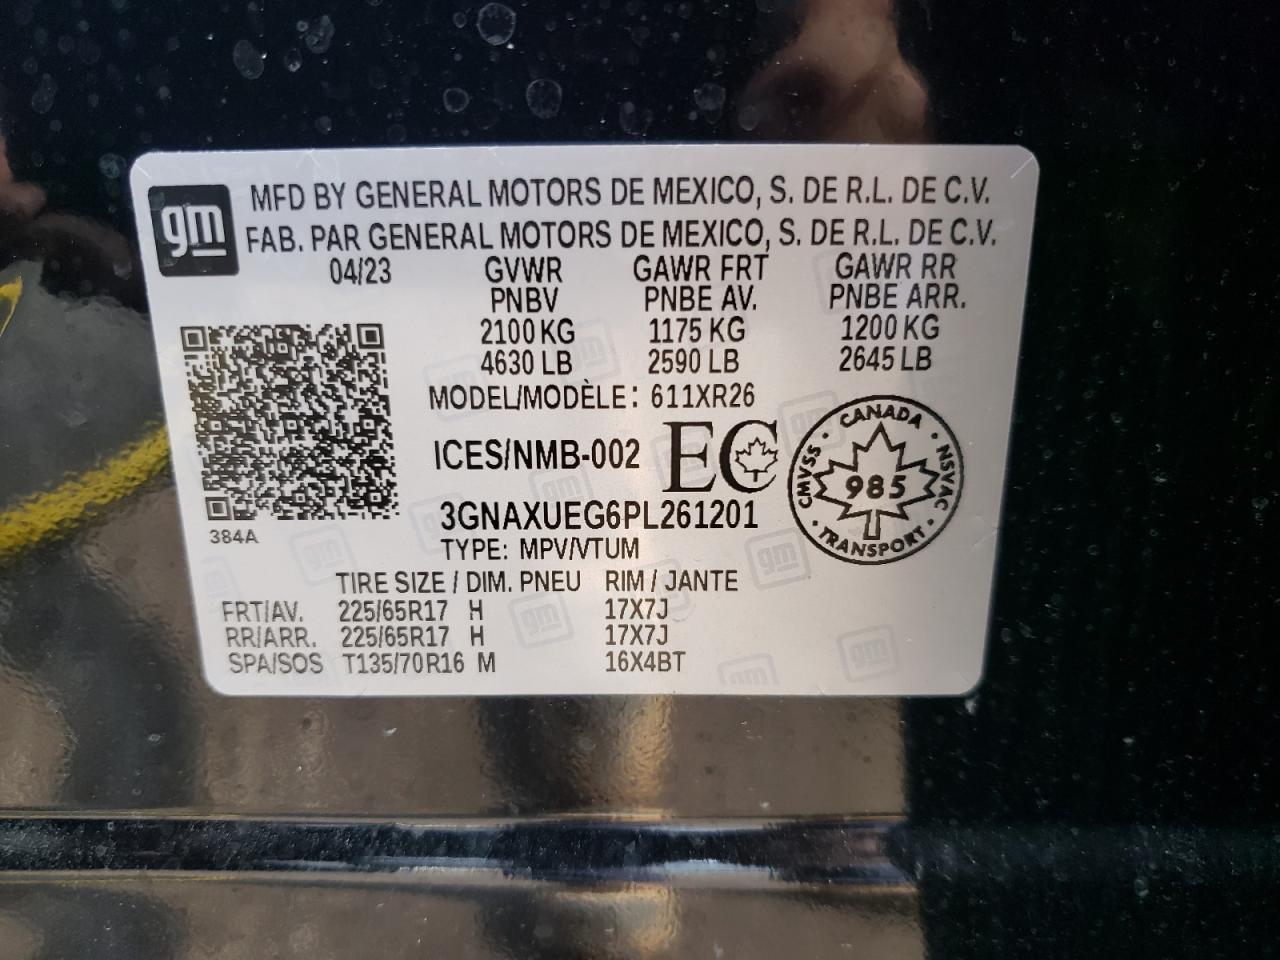 gm
MFD BY GENERAL MOTORS DE MEXICO, S. DE R.L. DE C.V.
FAB. PAR GENERAL MOTORS DE MEXICO, S. DE R.L. DE C.V.
04/23 GVWR GAWR FRT GAWR RR
PNBV PNBE AV. PNBE ARR.
2100 KG 1175 KG 1200 KG
4630 LB 2590 LB 2645 LB
MODEL/MODÈLE: 611XR26
ICES/NMB-002 EC
CANADA
CMVSS 985 NSVAC
TRANSPORT
3GNAXUEG6PL261201
384A
TYPE: MPV/VTUM
TIRE SIZE / DIM. PNEU RIM / JANTE
FRT/AV. 225/65R17 H 17X7J
RR/ARR. 225/65R17 H 17X7J
SPA/SOS T135/70R16 M 16X4BT